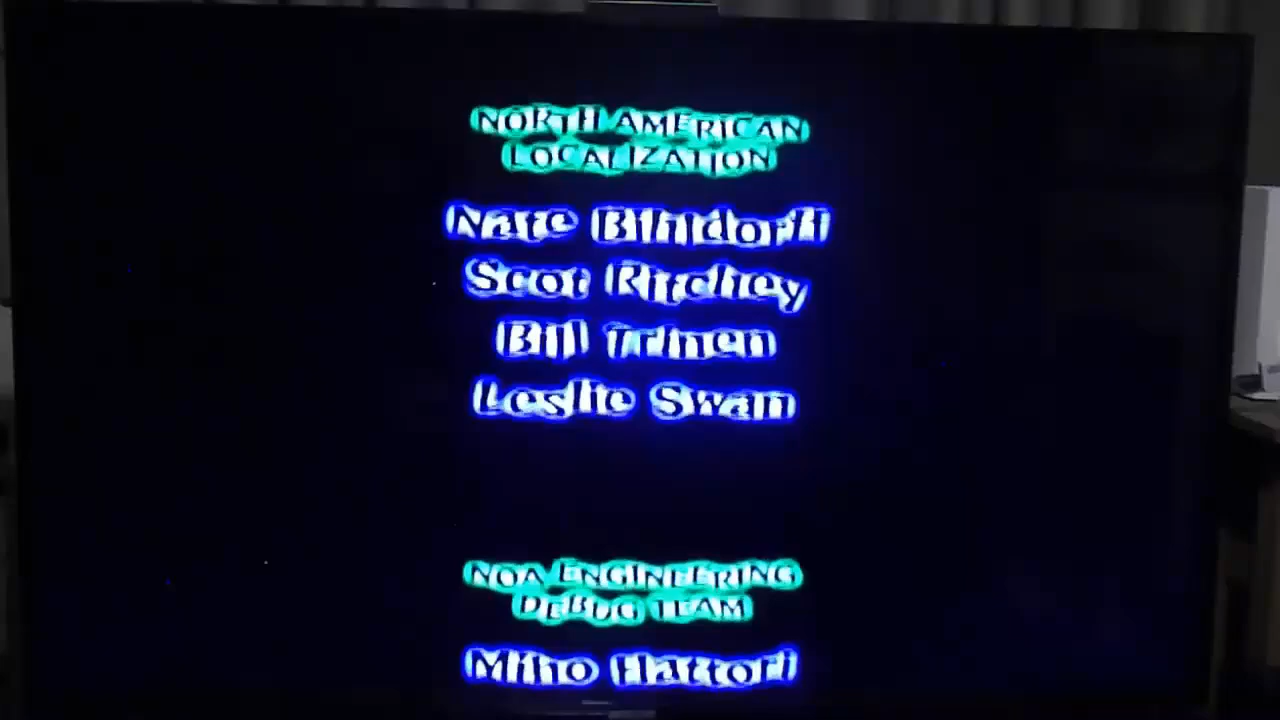 NORTH AMERICAN
LOCALIZATION
Nate Bihldorff
Scot Ritchey
Bill Trinen
Leslie Swan
NOA ENGINEERING
DEBUG TEAM
Miho Hattori